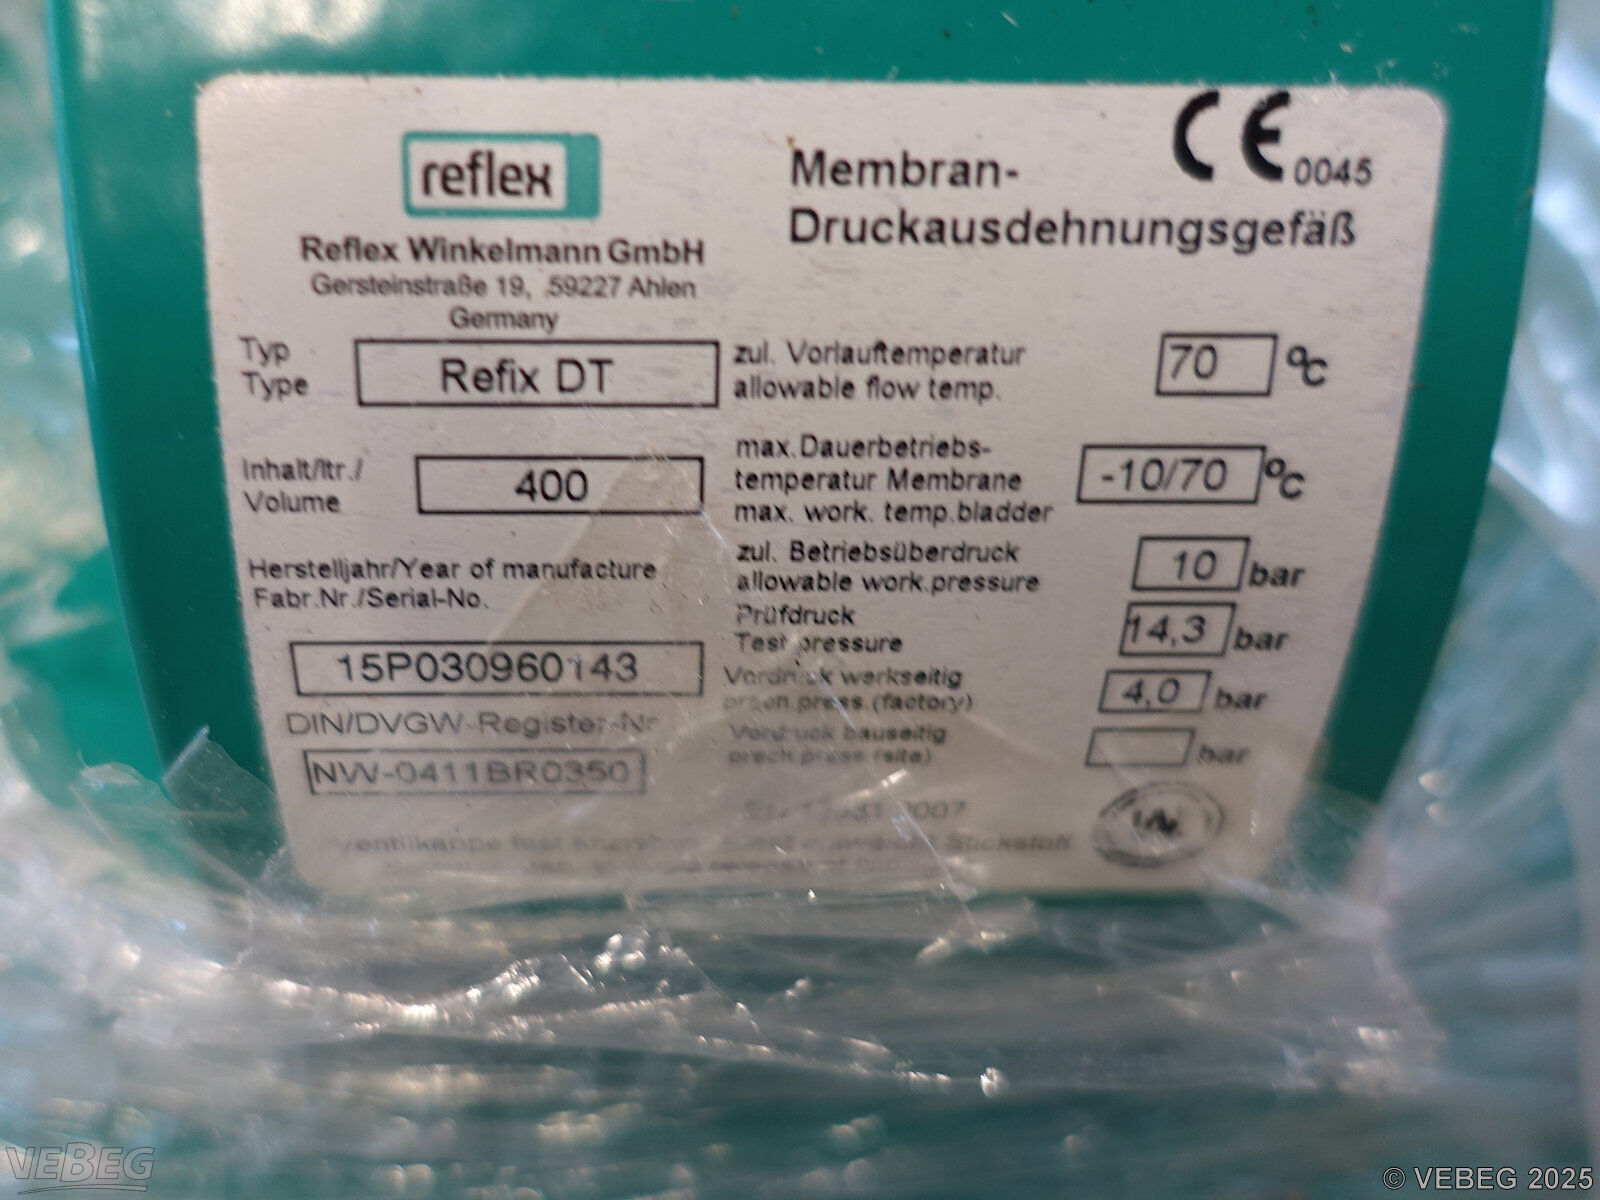 reflex
Reflex Winkelmann GmbH
Gersteinstraße 19, 59227 Ahlen
Germany
Membran-
Druckausdehnungsgefäß
CE 0045
Typ
Type
Refix DT
Inhalt/ltr./
Volume
400
Herstelljahr/Year of manufacture
Fabr.Nr./Serial-No.
15P030960143
DIN/DVGW-Register-Nr
NW-0411BR0350
zul. Vorlauftemperatur
allowable flow temp.
70 °C
max.Dauerbetriebs-
temperatur Membrane
max. work. temp.bladder
-10/70 °C
zul. Betriebsüberdruck
allowable work.pressure
10 bar
Prüfdruck
Test pressure
14,3 bar
Vordruck werkseitig
prech.press.(factory)
4,0 bar
Vordruck bauseitig
prech.press (site)
bar
2007
Ventilkappe fest Stickstoff
VEBEG
© VEBEG 2025